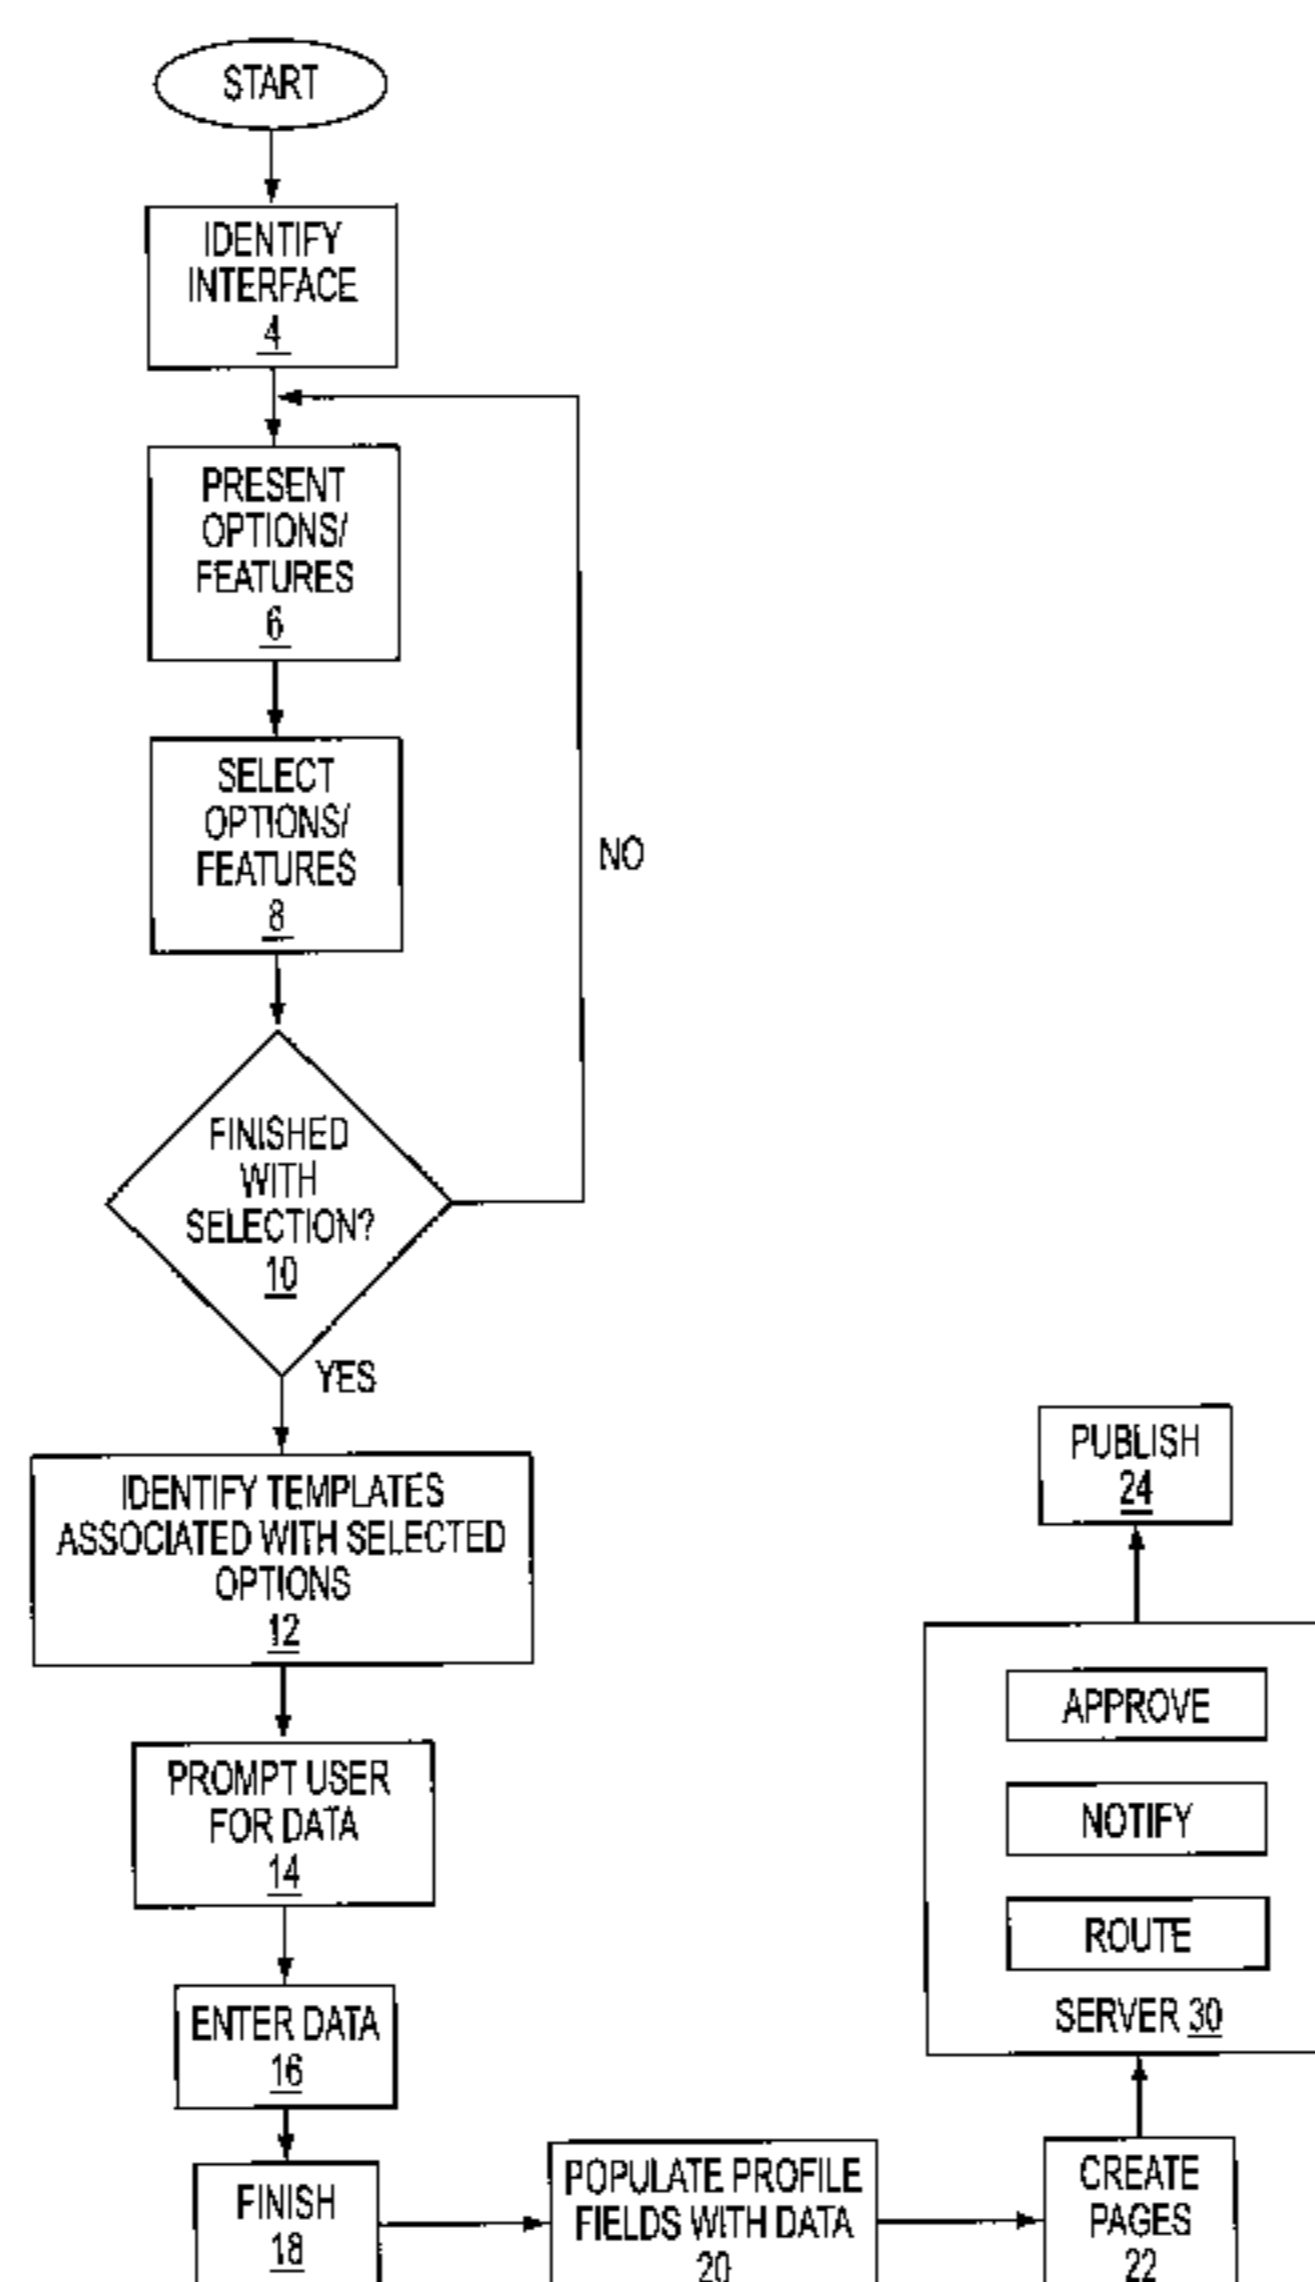 START
IDENTIFY
INTERFACE
4
PRESENT
OPTIONS/
FEATURES
6
SELECT
OPTIONS/
FEATURES
8
NO
FINISHED
WITH
SELECTION?
10
YES
IDENTIFY TEMPLATES
ASSOCIATED WITH SELECTED
OPTIONS
12
PROMPT USER
FOR DATA
14
ENTER DATA
16
FINISH
18
POPULATE PROFILE
FIELDS WITH DATA
20
CREATE
PAGES
22
PUBLISH
24
APPROVE
NOTIFY
ROUTE
SERVER 30